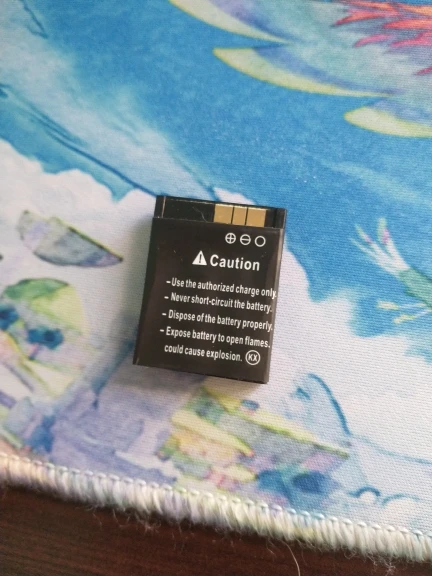 ⊕⊖○
⚠ Caution
-Use the authorized charge only.
- Never short-circuit the battery.
- Dispose of the battery properly.
- Expose battery to open flames.
could cause explosion. KX